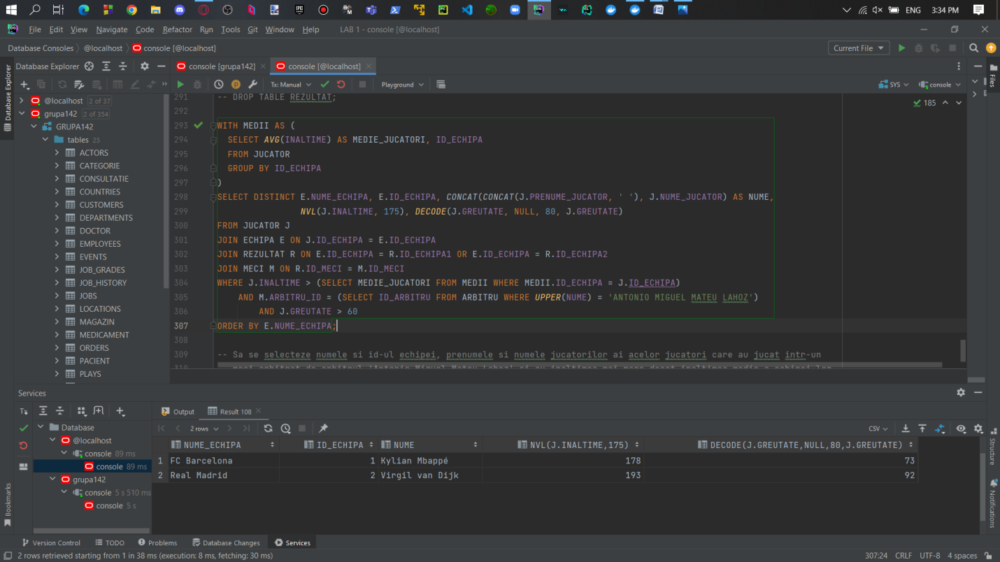 ENG
3:34 PM
File Edit View Navigate Code Refactor Run Tools Git Window Help LAB 1 - console [@localhost]
Database Consoles @localhost console [@localhost] Current File
Database Explorer console [grupa142] console [@localhost]
Tx: Manual Playground SYS console
Database Explorer
Files
@localhost 2 of 37
grupa142 2 of 354
GRUPA142
tables 25
ACTORS
CATEGORIE
CONSULTATIE
COUNTRIES
CUSTOMERS
DEPARTMENTS
DOCTOR
EMPLOYEES
EVENTS
JOB_GRADES
JOB_HISTORY
JOBS
LOCATIONS
MAGAZIN
MEDICAMENT
ORDERS
PACIENT
PLAYS
185
291 -- DROP TABLE REZULTAT;
292
293 WITH MEDII AS (
294 SELECT AVG(INALTIME) AS MEDIE_JUCATORI, ID_ECHIPA
295 FROM JUCATOR
296 GROUP BY ID_ECHIPA
297 )
298 SELECT DISTINCT E.NUME_ECHIPA, E.ID_ECHIPA, CONCAT(CONCAT(J.PRENUME_JUCATOR, ' '), J.NUME_JUCATOR) AS NUME,
299 NVL(J.INALTIME, 175), DECODE(J.GREUTATE, NULL, 80, J.GREUTATE)
300 FROM JUCATOR J
301 JOIN ECHIPA E ON J.ID_ECHIPA = E.ID_ECHIPA
302 JOIN REZULTAT R ON E.ID_ECHIPA = R.ID_ECHIPA1 OR E.ID_ECHIPA = R.ID_ECHIPA2
303 JOIN MECI M ON R.ID_MECI = M.ID_MECI
304 WHERE J.INALTIME > (SELECT MEDIE_JUCATORI FROM MEDII WHERE MEDII.ID_ECHIPA = J.ID_ECHIPA)
305 AND M.ARBITRU_ID = (SELECT ID_ARBITRU FROM ARBITRU WHERE UPPER(NUME) = 'ANTONIO MIGUEL MATEU LAHOZ')
306 AND J.GREUTATE > 60
307 ORDER BY E.NUME_ECHIPA;
308
309 -- Sa se selecteze numele si id-ul echipei, prenumele si numele jucatorilor ai acelor jucatori care au jucat intr-un
Services
Tx
Output Result 108
2 rows CSV
Database
@localhost
console 89 ms
console 89 ms
grupa142
console 5 s 510 ms
console 5 s
NUME_ECHIPA ID_ECHIPA NUME NVL(J.INALTIME,175) DECODE(J.GREUTATE,NULL,80,J.GREUTATE)
1 FC Barcelona 1 Kylian Mbappé 178 73
2 Real Madrid 2 Virgil van Dijk 193 92
Bookmarks
Structure
Notifications
Version Control TODO Problems Database Changes Services
2 rows retrieved starting from 1 in 38 ms (execution: 8 ms, fetching: 30 ms) 307:24 CRLF UTF-8 4 spaces